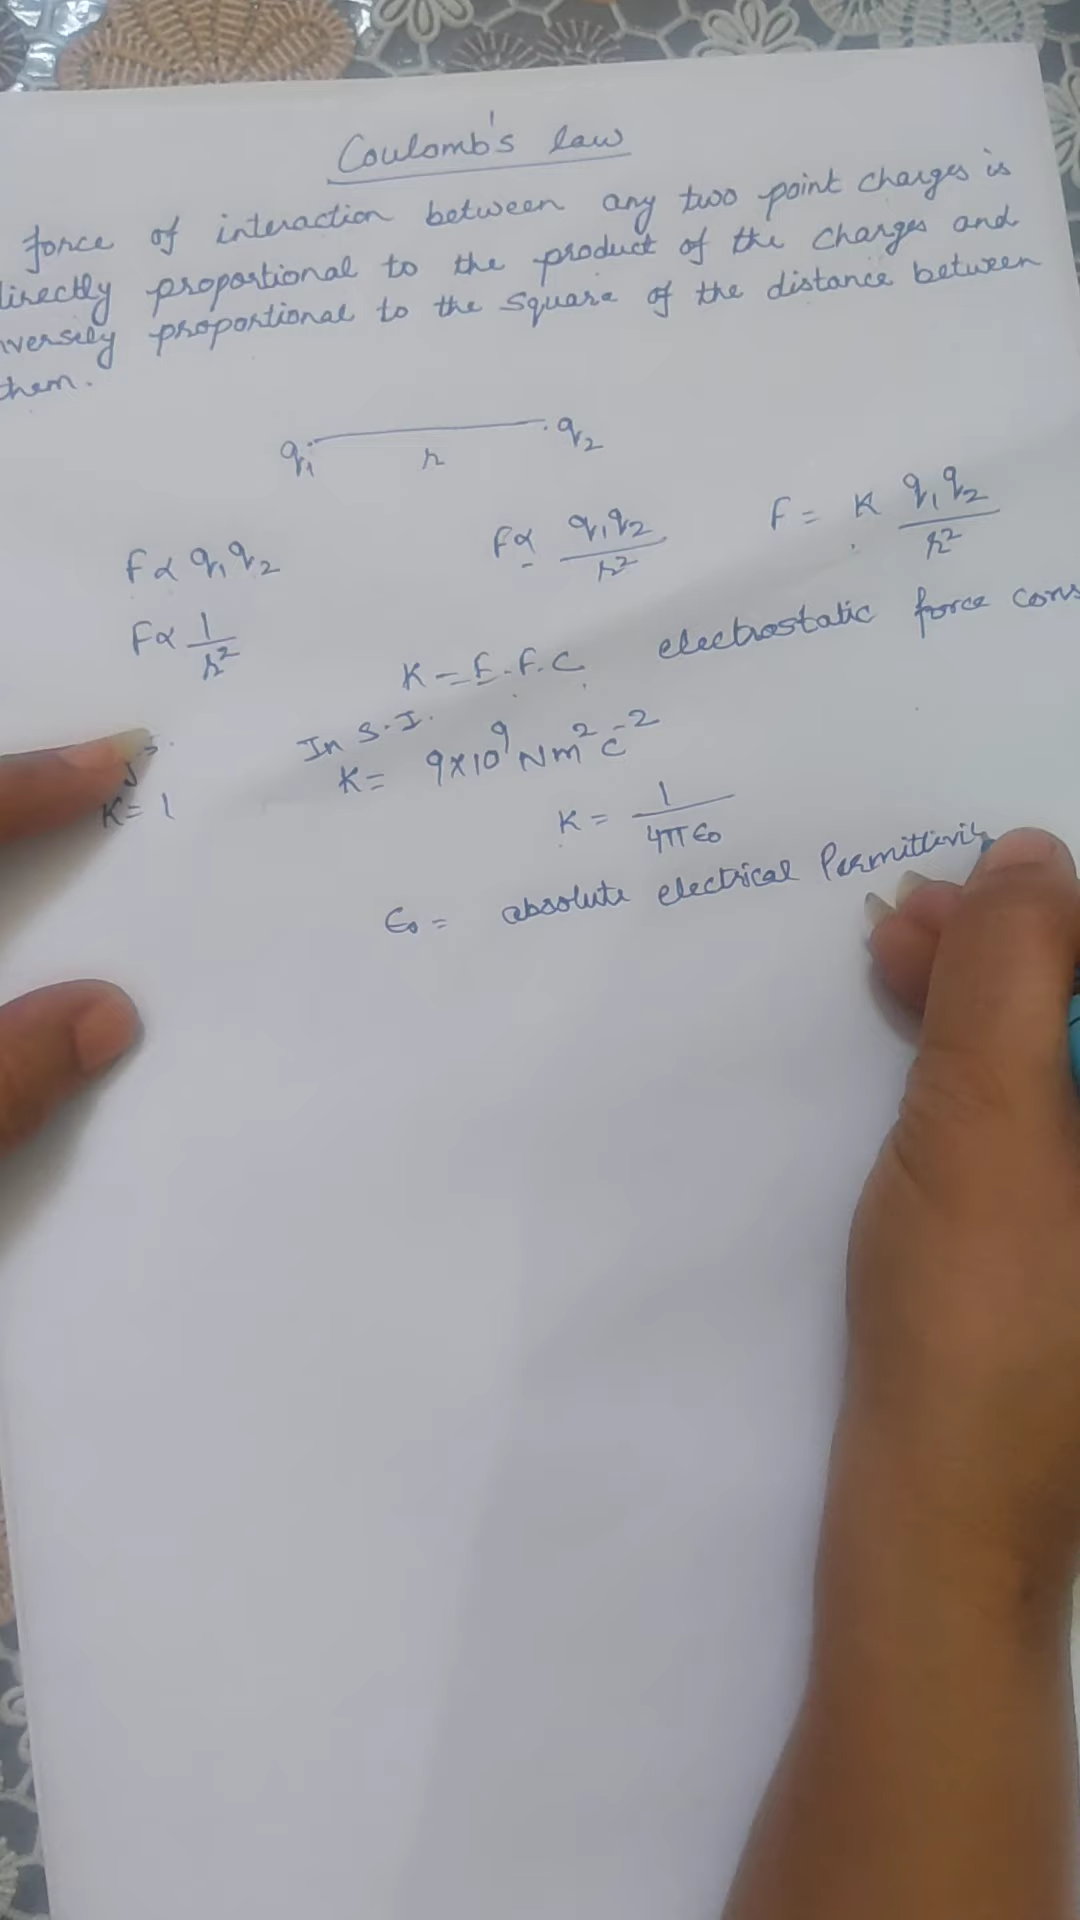 Coulomb's law
force of interaction between any two point charges is
directly proportional to the product of the charges and
versely proportional to the square of the distance between
them.
q₁ r q₂
F ∝ q₁q₂ F ∝ q₁q₂/r² F = K q₁q₂/r²
F ∝ 1/r²
K = E.F.C electrostatic force cons
In S.I.
K = 9×10⁹ Nm²C⁻²
K = 1
K = 1/4πϵ₀
ϵ₀ = absolute electrical Permittivit